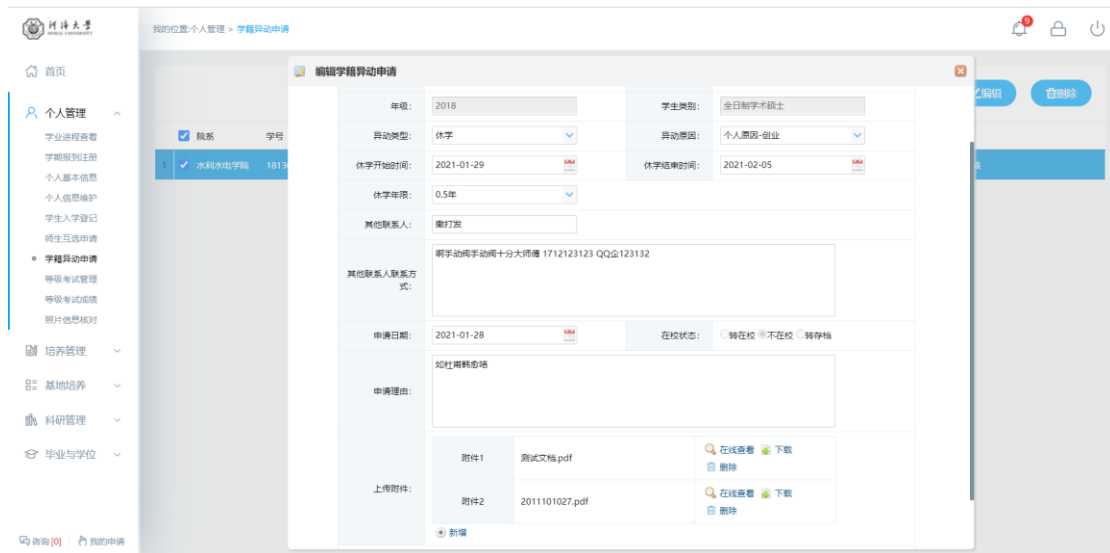 河海大学
HOHAI UNIVERSITY
我的位置:个人管理 > 学籍异动申请
9
首页
个人管理
学业进程查看
学期报到注册
个人基本信息
个人信息维护
学生入学登记
师生互选申请
学籍异动申请
等级考试管理
等级考试成绩
照片信息核对
培养管理
基地培养
科研管理
毕业与学位
咨询[0]
我的申请
编辑
删除
院系
学号
1
水利水电学院
1813
编辑学籍异动申请
年级:
2018
学生类别:
全日制学术硕士
异动类型:
休学
异动原因:
个人原因-创业
休学开始时间:
2021-01-29
休学结束时间:
2021-02-05
休学年限:
0.5年
其他联系人:
撒打发
其他联系人联系方
式:
啊手动阀手动阀十分大师傅 1712123123 QQ企123132
申请日期:
2021-01-28
在校状态:
转在校
不在校
转存档
申请理由:
如杜甫韩愈咯
上传附件:
附件1
测试文档.pdf
在线查看
下载
删除
附件2
2011101027.pdf
在线查看
下载
删除
新增